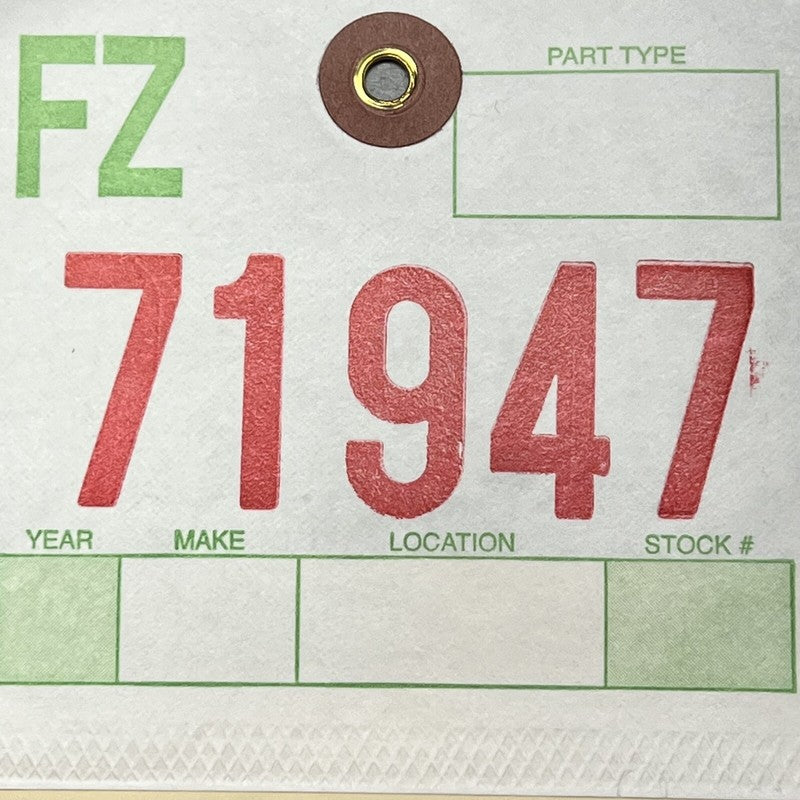 FZ
PART TYPE
71947
YEAR MAKE LOCATION STOCK #